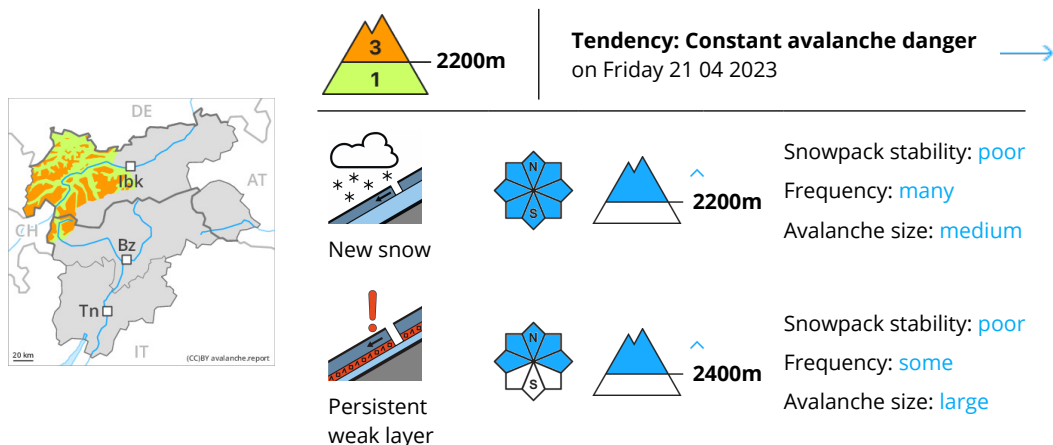 3
1
2200m
Tendency: Constant avalanche danger
on Friday 21 04 2023
DE
AT
CH
IT
Ibk
Bz
Tn
20 km
(CC)BY avalanche.report
N
S
2200m
New snow
Snowpack stability: poor
Frequency: many
Avalanche size: medium
N
S
2400m
Persistent
weak layer
Snowpack stability: poor
Frequency: some
Avalanche size: large